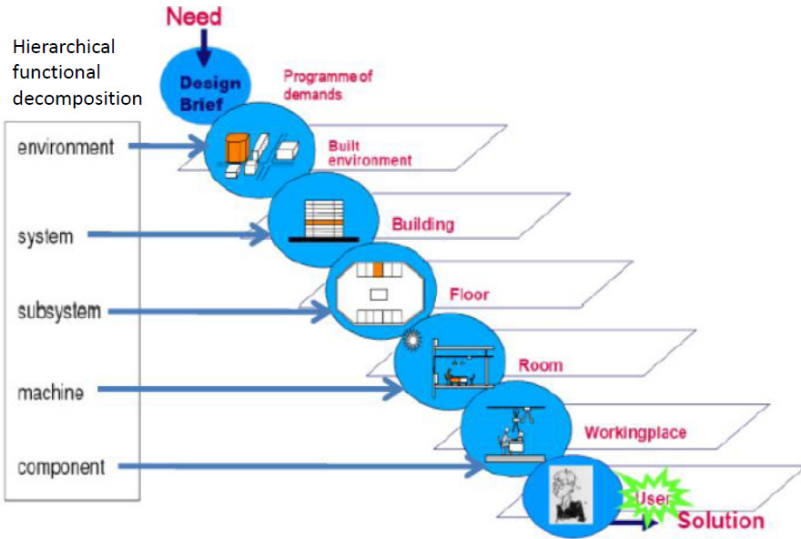 Need
Hierarchical
functional
decomposition
Design
Brief
Programme of
demands
environment
Built
environment
system
Building
subsystem
Floor
machine
Room
component
Workingplace
User
Solution